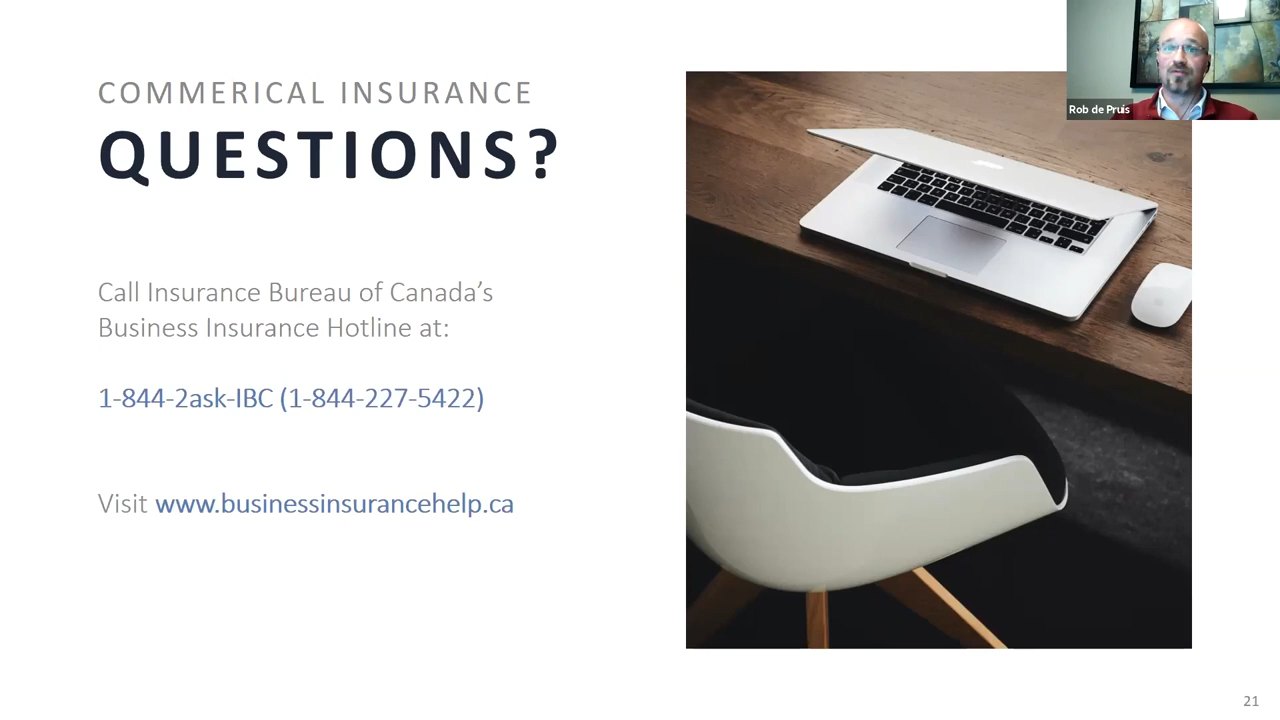 COMMERICAL INSURANCE
QUESTIONS?
Call Insurance Bureau of Canada’s
Business Insurance Hotline at:
1-844-2ask-IBC (1-844-227-5422)
Visit www.businessinsurancehelp.ca
Rob de Pruis
21